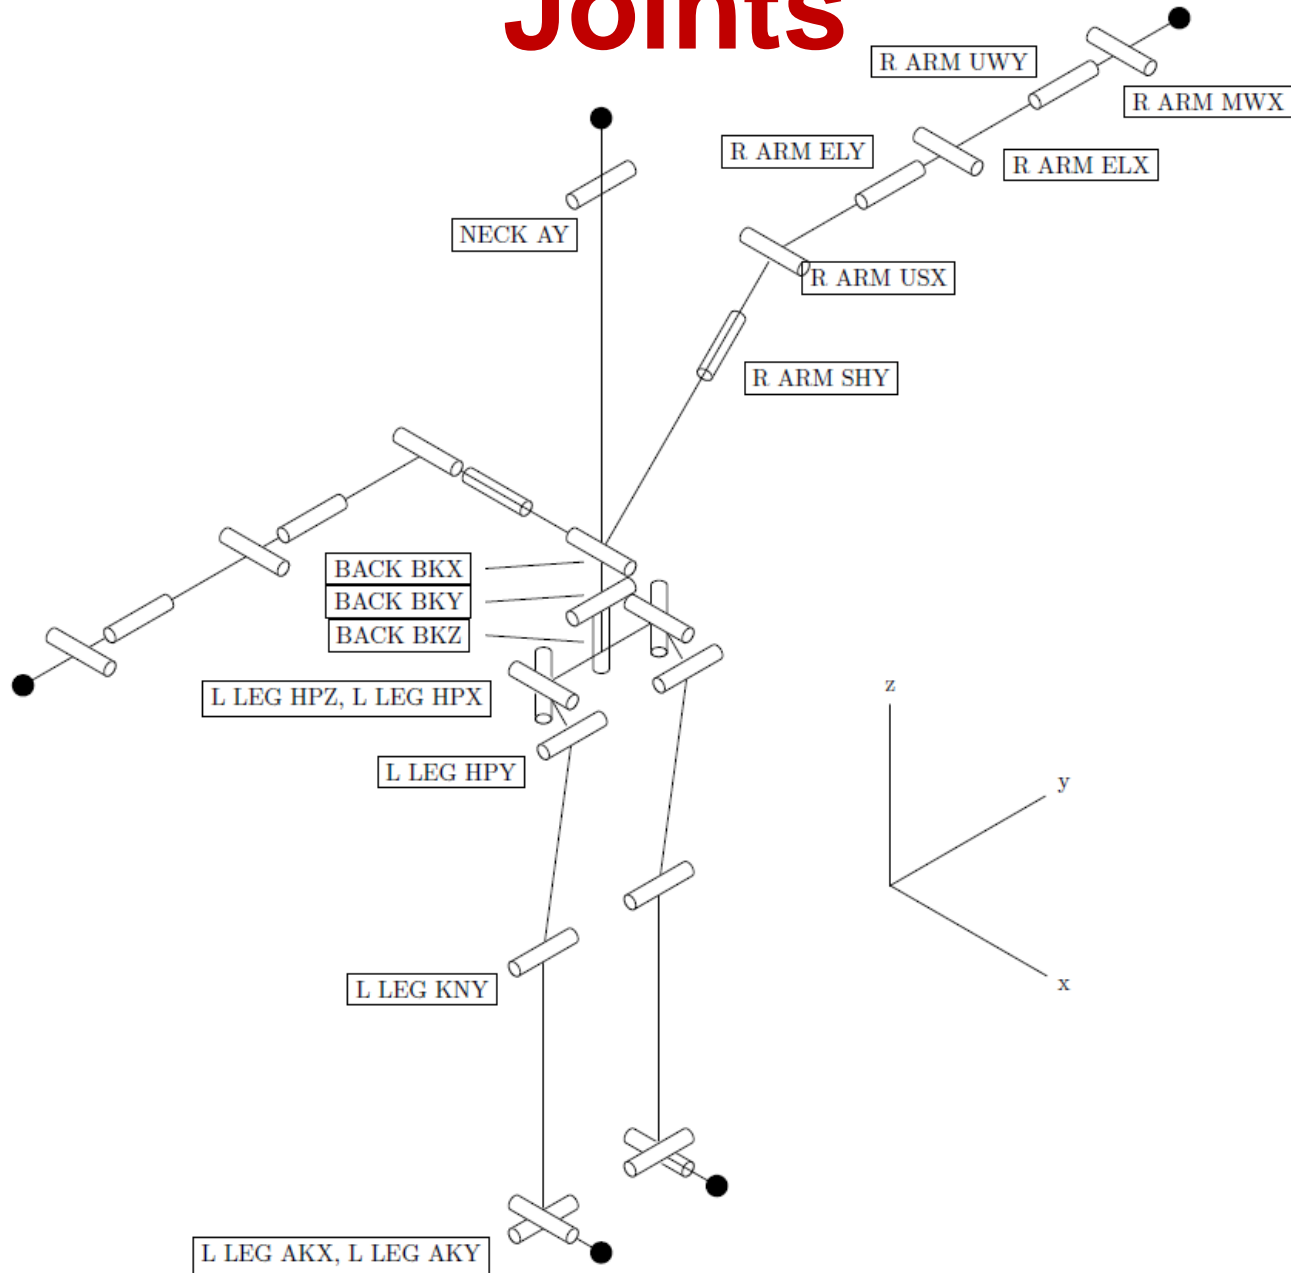 Joints
R ARM UWY
R ARM MWX
R ARM ELY
R ARM ELX
NECK AY
R ARM USX
R ARM SHY
BACK BKX
BACK BKY
BACK BKZ
L LEG HPZ, L LEG HPX
z
L LEG HPY
y
L LEG KNY
x
L LEG AKX, L LEG AKY